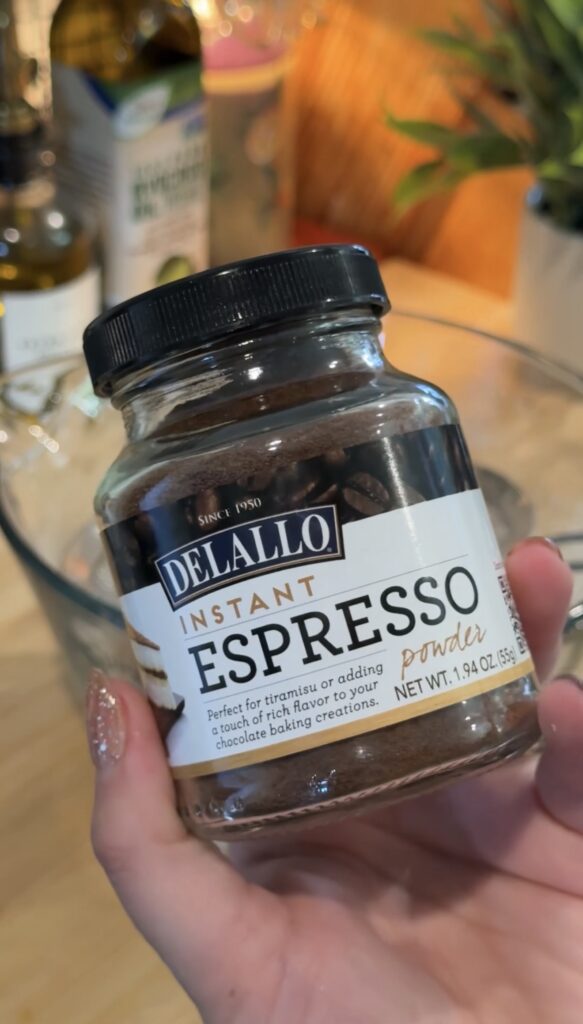 SINCE 1950
DELALLO
INSTANT
ESPRESSO
powder
Perfect for tiramisu or adding
a touch of rich flavor to your
chocolate baking creations.
NET WT. 1.94 OZ. (55g)